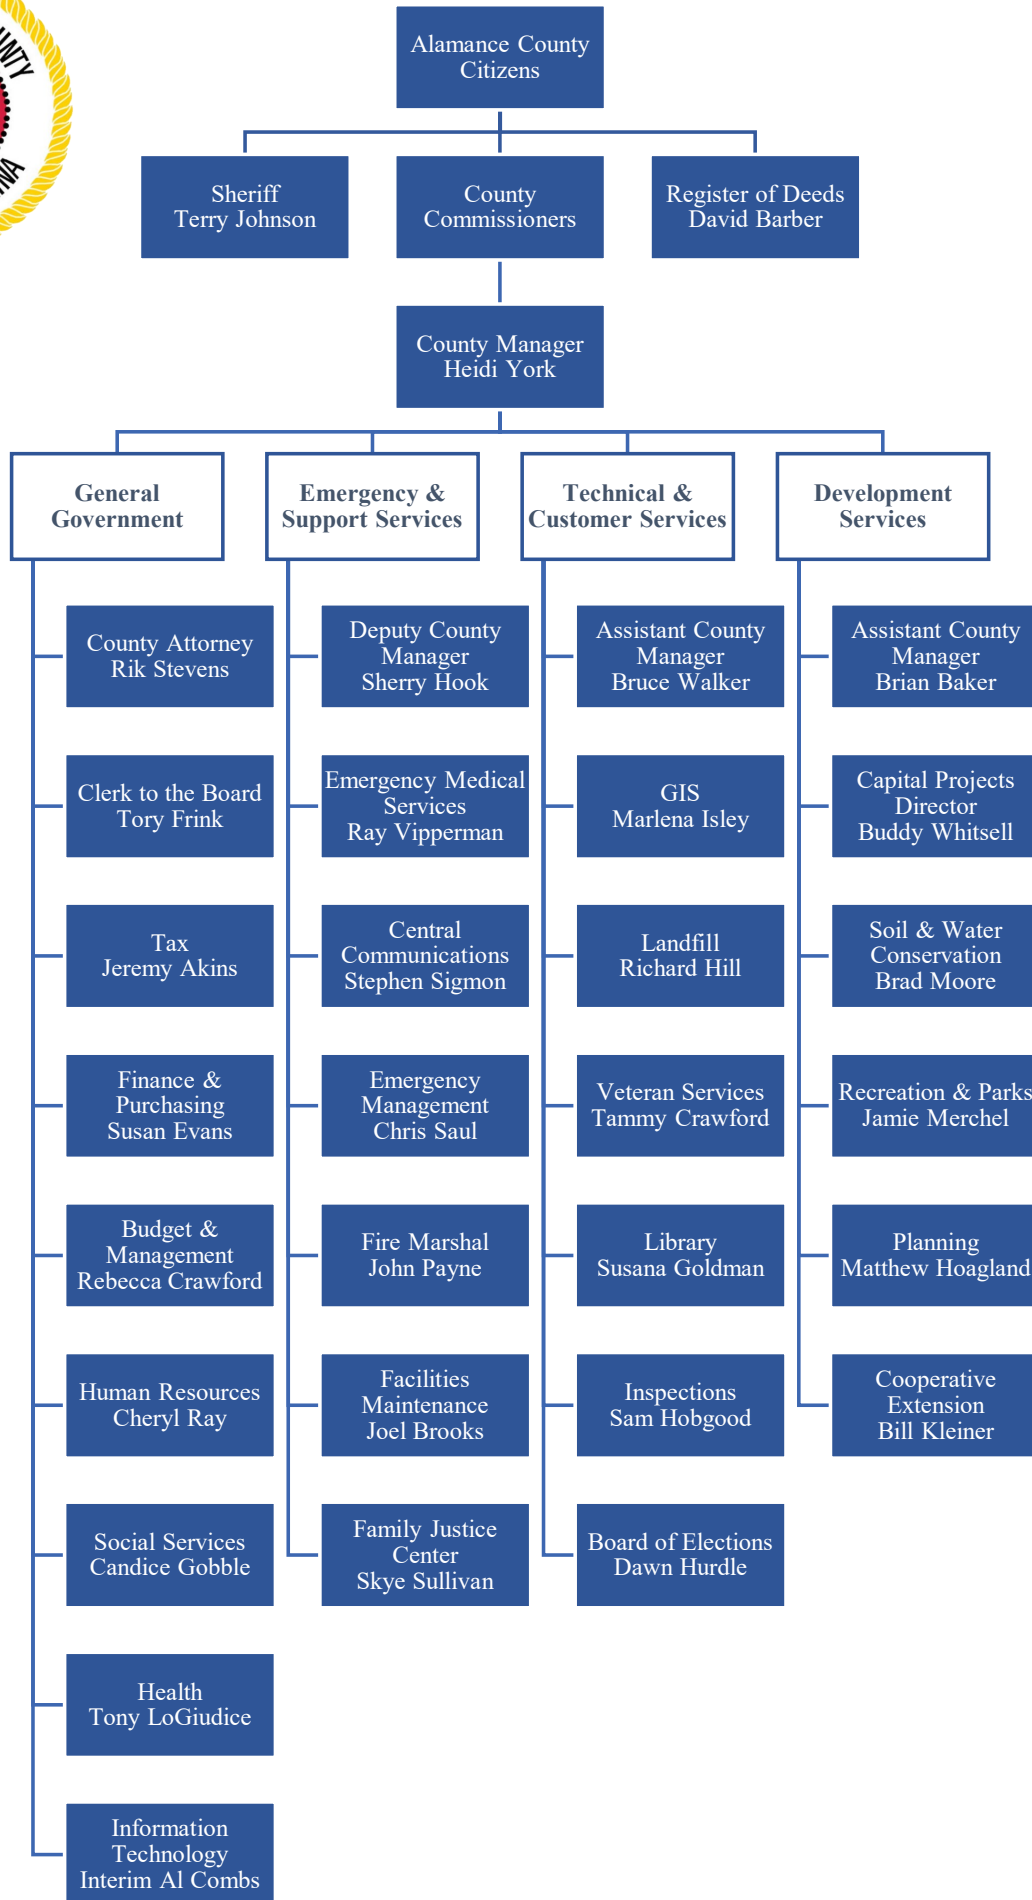 Alamance County
Citizens
Sheriff
Terry Johnson
County
Commissioners
Register of Deeds
David Barber
County Manager
Heidi York
General
Government
Emergency &
Support Services
Technical &
Customer Services
Development
Services
County Attorney
Rik Stevens
Clerk to the Board
Tory Frink
Tax
Jeremy Akins
Finance &
Purchasing
Susan Evans
Budget &
Management
Rebecca Crawford
Human Resources
Cheryl Ray
Social Services
Candice Gobble
Health
Tony LoGiudice
Information
Technology
Interim Al Combs
Deputy County
Manager
Sherry Hook
Emergency Medical
Services
Ray Vipperman
Central
Communications
Stephen Sigmon
Emergency
Management
Chris Saul
Fire Marshal
John Payne
Facilities
Maintenance
Joel Brooks
Family Justice
Center
Skye Sullivan
Assistant County
Manager
Bruce Walker
GIS
Marlena Isley
Landfill
Richard Hill
Veteran Services
Tammy Crawford
Library
Susana Goldman
Inspections
Sam Hobgood
Board of Elections
Dawn Hurdle
Assistant County
Manager
Brian Baker
Capital Projects
Director
Buddy Whitsell
Soil & Water
Conservation
Brad Moore
Recreation & Parks
Jamie Merchel
Planning
Matthew Hoagland
Cooperative
Extension
Bill Kleiner